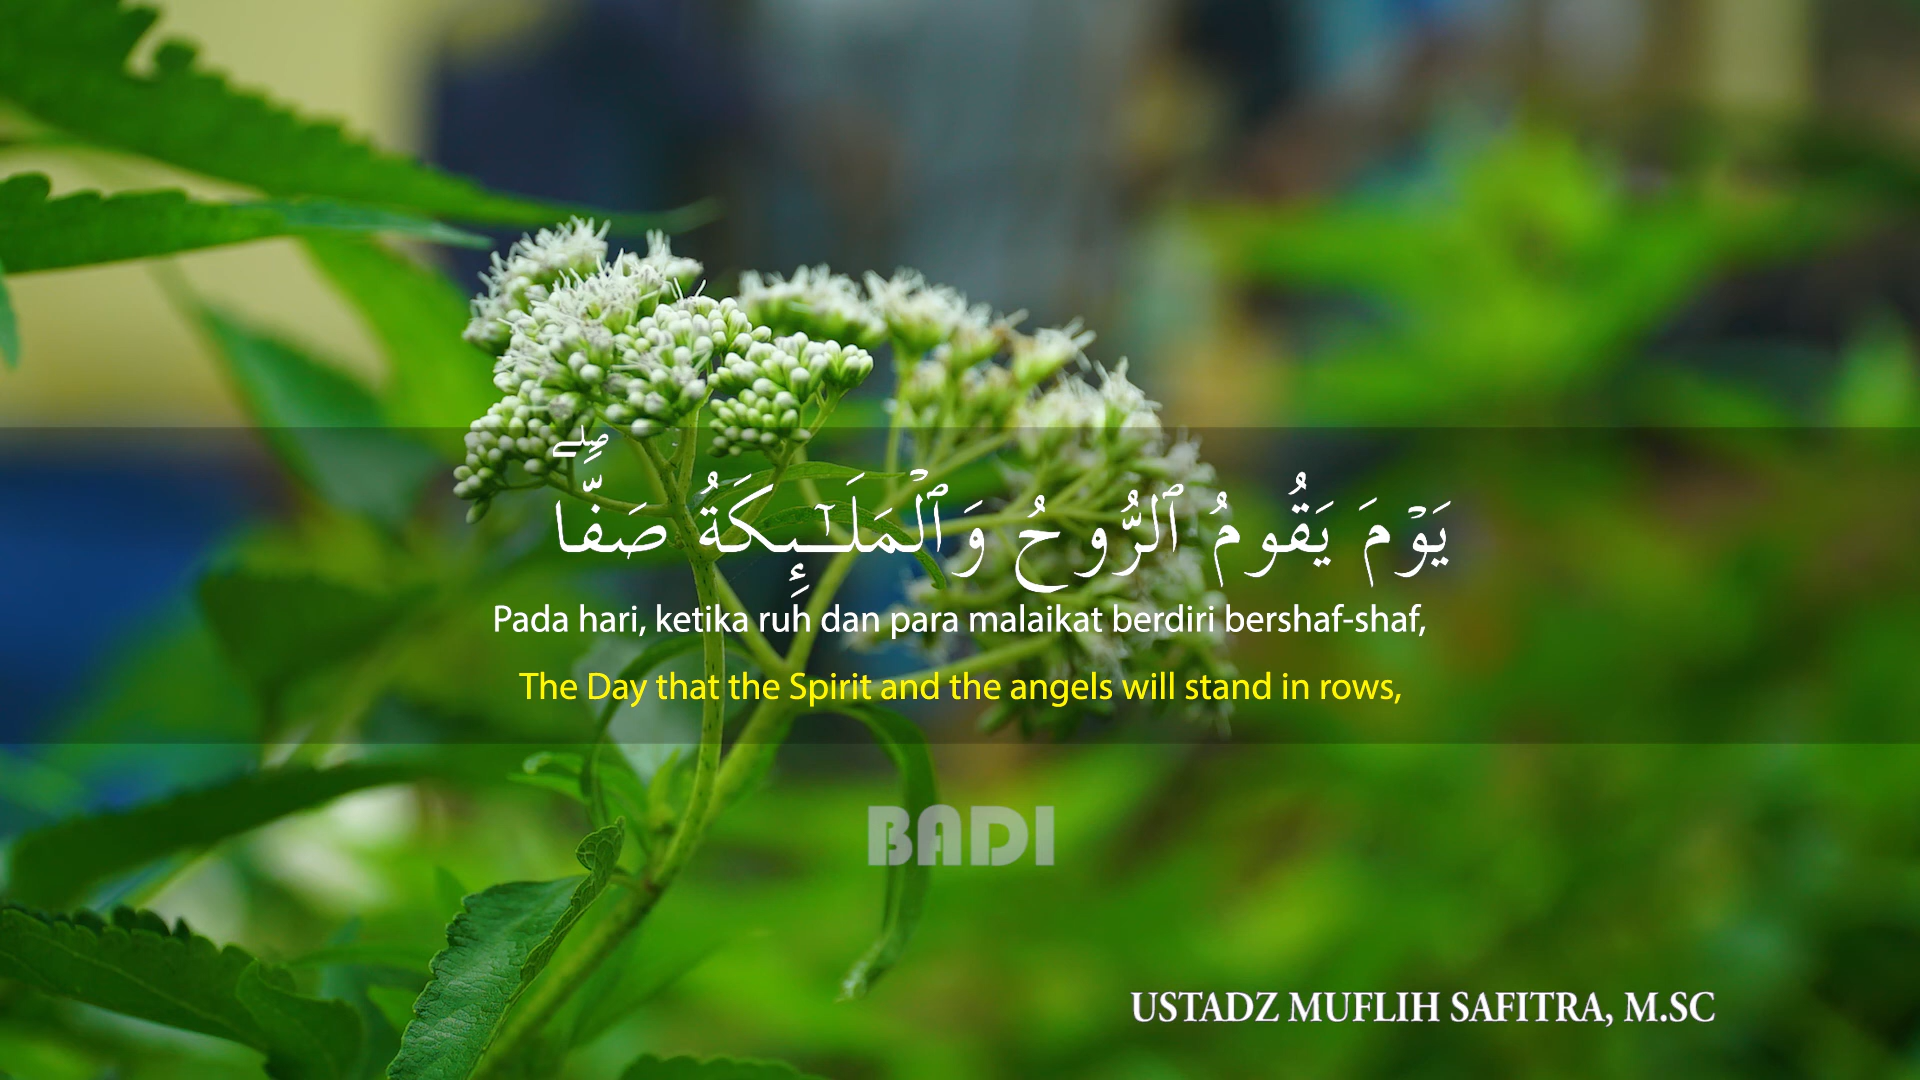 يَوْمَ يَقُومُ ٱلرُّوحُ وَٱلْمَلَـٰٓئِكَةُ صَفًّۭا ۖ
Pada hari, ketika ruh dan para malaikat berdiri bershaf-shaf,
The Day that the Spirit and the angels will stand in rows,
BADI
USTADZ MUFLIH SAFITRA, M.SC